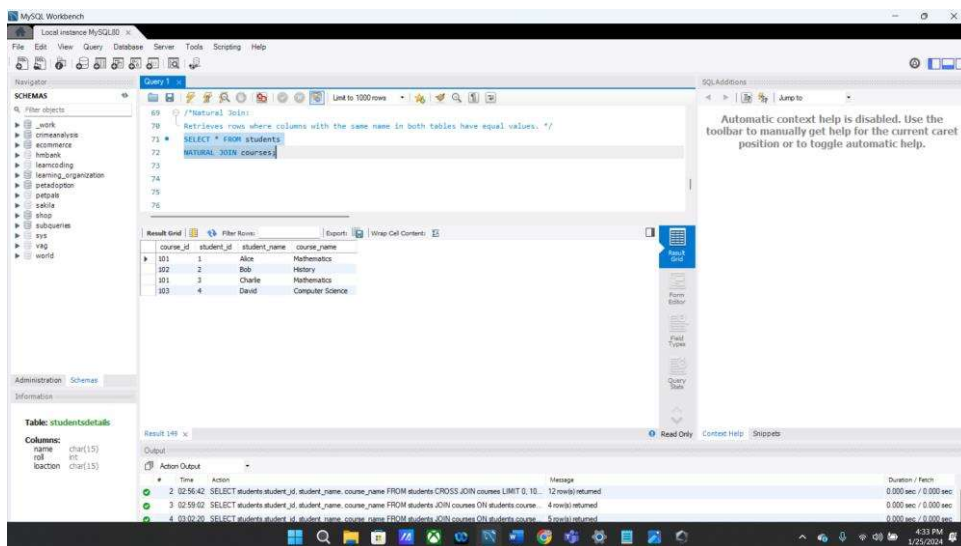 MySQL Workbench
Local instance MySQL80 ×
File Edit View Query Database Server Tools Scripting Help
Navigator
SCHEMAS
Filter objects
_work
crimeanalysis
ecommerce
hmbank
learncoding
learning_organization
petadoption
petpals
sakila
shop
subqueries
sys
vag
world
Administration Schemas
Information
Table: studentsdetails
Columns:
name char(15)
roll int
loaction char(15)
Query 1 ×
Limit to 1000 rows
69 /*Natural Join:
70 Retrieves rows where columns with the same name in both tables have equal values. */
71 SELECT * FROM students
72 NATURAL JOIN courses;
73
74
75
76
Result Grid Filter Rows: Export: Wrap Cell Content:
course_id student_id student_name course_name
101 1 Alice Mathematics
102 2 Bob History
101 3 Charlie Mathematics
103 4 David Computer Science
Result Grid
Form Editor
Field Types
Query Stats
Result 149 × Read Only
Output
Action Output
# Time Action Message Duration / Fetch
2 02:56:42 SELECT students.student_id, student_name, course_name FROM students CROSS JOIN courses LIMIT 0, 10... 12 row(s) returned 0.000 sec / 0.000 sec
3 02:59:02 SELECT students.student_id, student_name, course_name FROM students JOIN courses ON students.course... 4 row(s) returned 0.000 sec / 0.000 sec
4 03:02:20 SELECT students.student_id, student_name, course_name FROM students JOIN courses ON students.course... 5 row(s) returned 0.000 sec / 0.000 sec
SQLAdditions
Jump to
Automatic context help is disabled. Use the
toolbar to manually get help for the current caret
position or to toggle automatic help.
Context Help Snippets
4:33 PM
1/25/2024